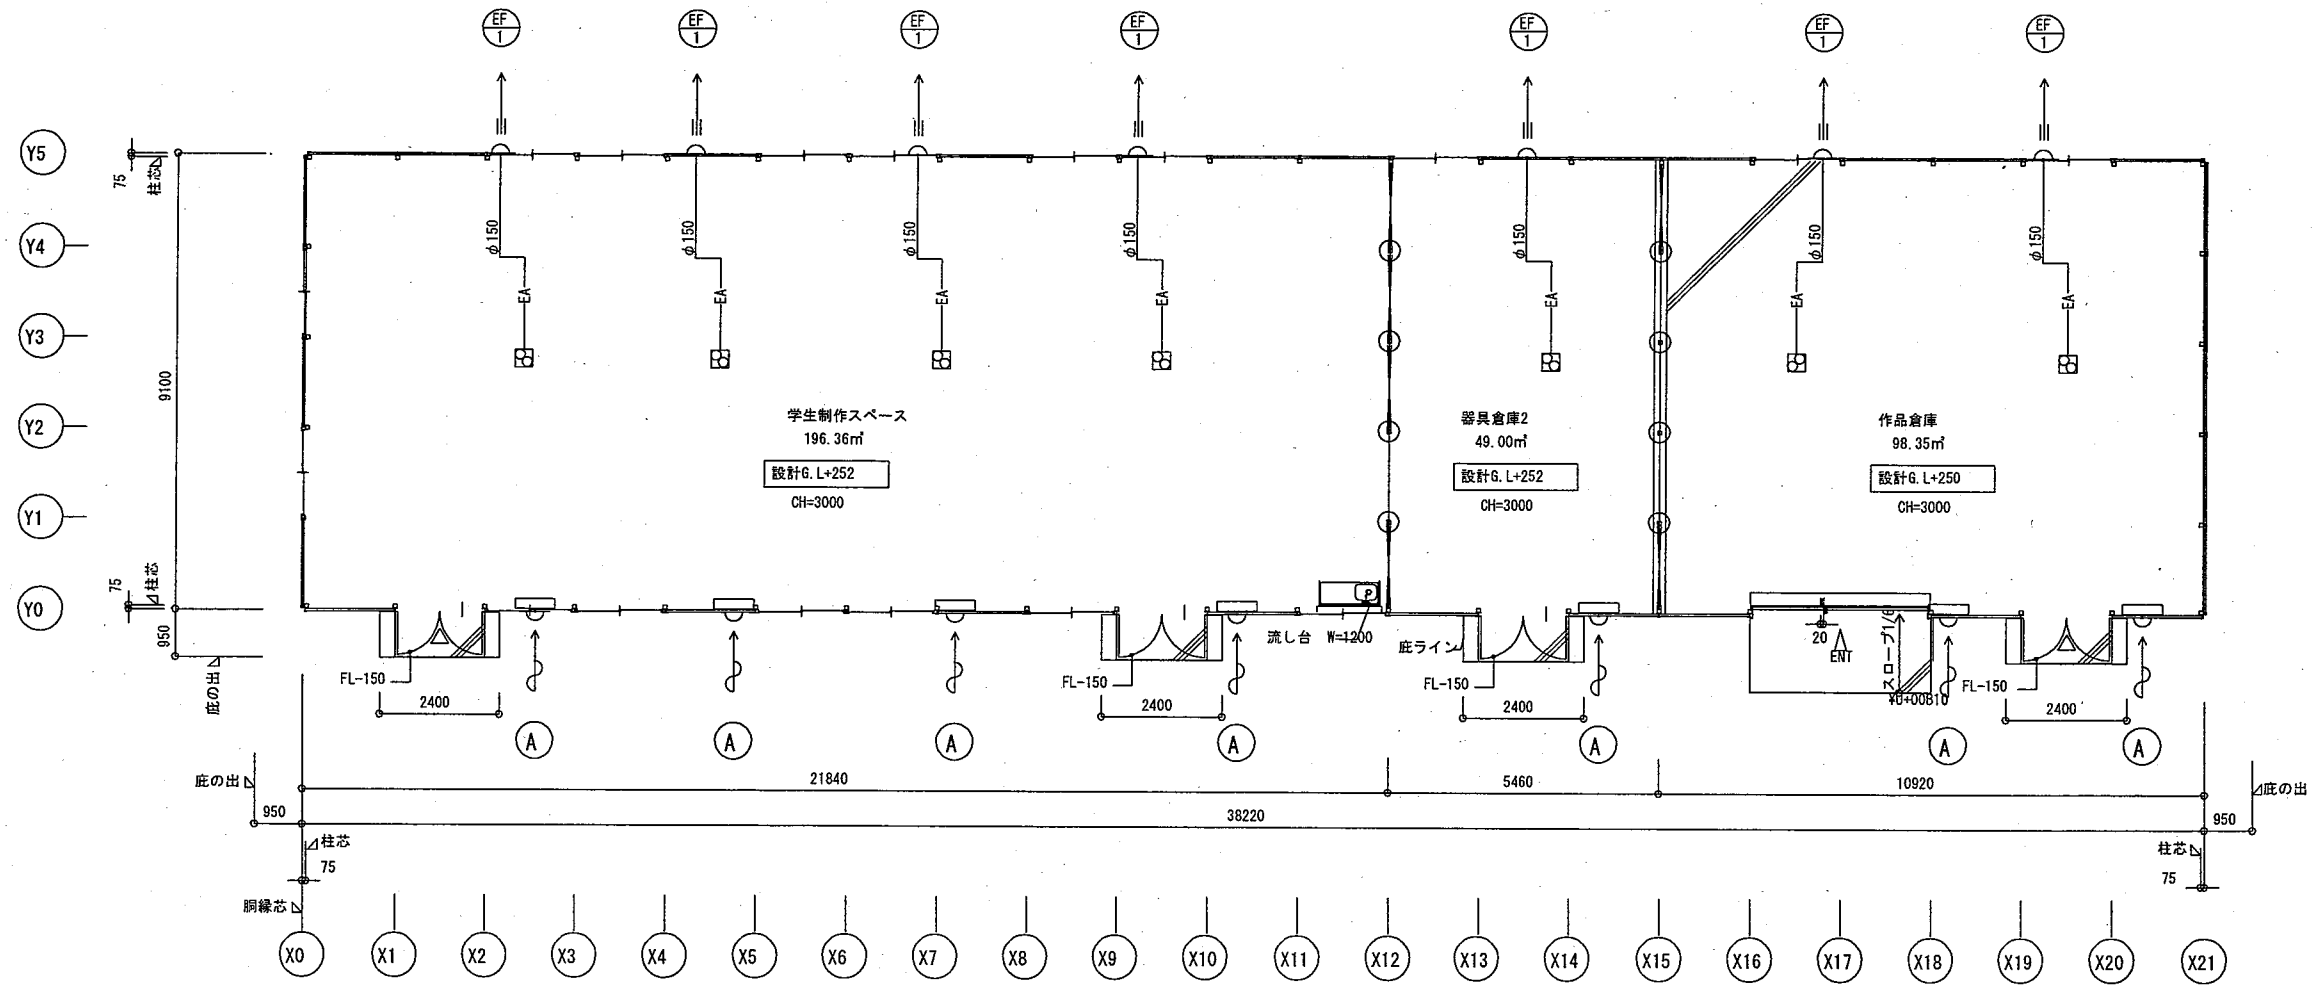 EF EF EF EF EF EF EF
1 1 1 1 1 1 1
Y5
75
柱芯
Y4
φ150 φ150 φ150 φ150 φ150 φ150 φ150
EA EA EA EA EA EA EA
Y3
9100
学生制作スペース
196.36㎡
設計G.L+252
CH=3000
器具倉庫2
49.00㎡
設計G.L+252
CH=3000
作品倉庫
98.35㎡
設計G.L+250
CH=3000
Y2
Y1
75
柱芯
Y0
950
庇の出
流し台 W=1200
庇ライン
20
ENT
スロープ1/8
FL-150 FL-150 FL-150 FL-150
2400 2400 2400 2400
A A A A A A A
庇の出
21840 5460 10920
庇の出
950 38220 950
柱芯
75
柱芯
75
胴縁芯
X0 X1 X2 X3 X4 X5 X6 X7 X8 X9 X10 X11 X12 X13 X14 X15 X16 X17 X18 X19 X20 X21